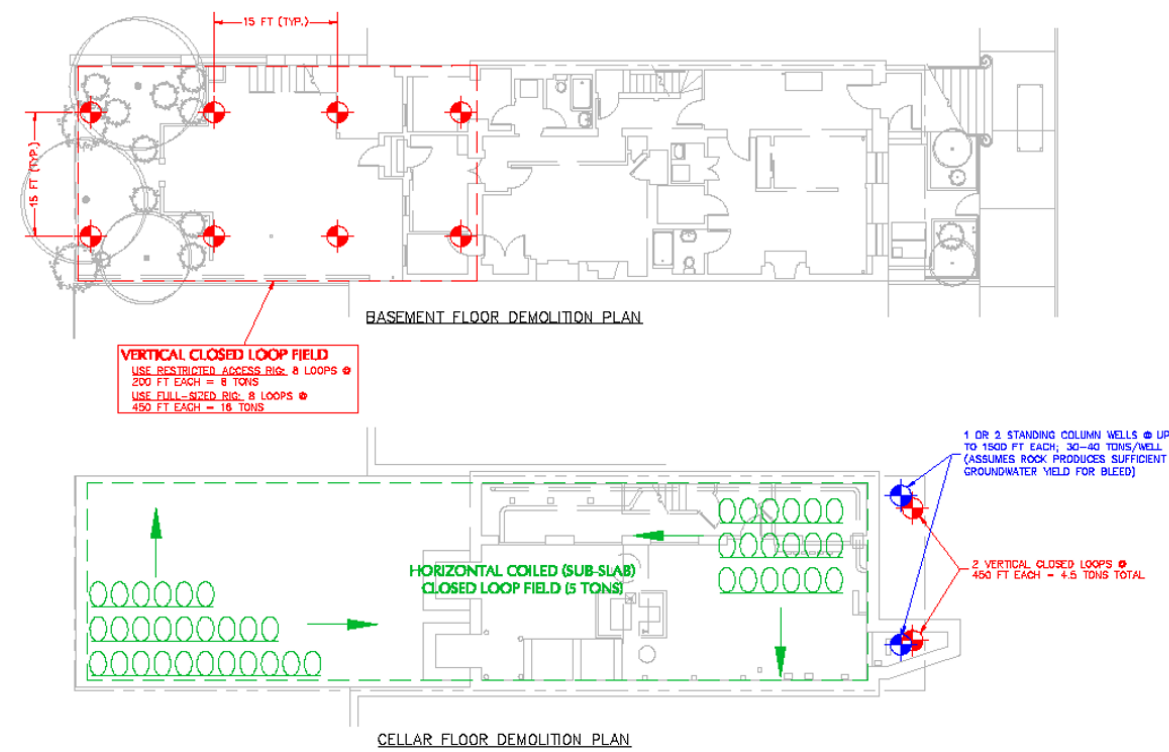 15 FT (TYP.)
15 FT (TYP.)
BASEMENT FLOOR DEMOLITION PLAN
VERTICAL CLOSED LOOP FIELD
USE RESTRICTED ACCESS RIG: 8 LOOPS @
200 FT EACH = 8 TONS
USE FULL-SIZED RIG: 8 LOOPS @
450 FT EACH = 16 TONS
1 OR 2 STANDING COLUMN WELLS @ UP
TO 1500 FT EACH; 30-40 TONS/WELL
(ASSUMES ROCK PRODUCES SUFFICIENT
GROUNDWATER YIELD FOR BLEED)
HORIZONTAL COILED (SUB-SLAB)
CLOSED LOOP FIELD (5 TONS)
2 VERTICAL CLOSED LOOPS @
450 FT EACH = 4.5 TONS TOTAL
CELLAR FLOOR DEMOLITION PLAN